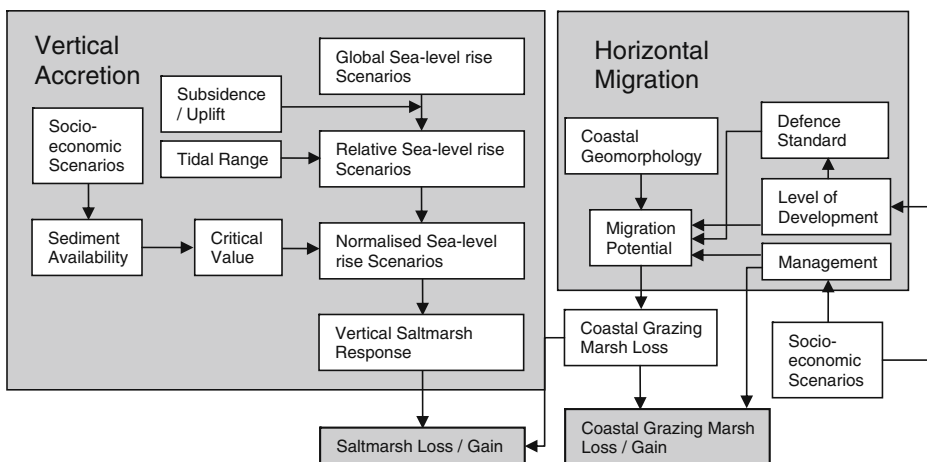 Vertical
Accretion
Global Sea-level rise
Scenarios
Subsidence
/ Uplift
Socio-
economic
Scenarios
Tidal Range
Relative Sea-level rise
Scenarios
Sediment
Availability
Critical
Value
Normalised Sea-level
rise Scenarios
Vertical Saltmarsh
Response
Saltmarsh Loss / Gain
Horizontal
Migration
Coastal
Geomorphology
Defence
Standard
Level of
Development
Migration
Potential
Management
Coastal Grazing
Marsh Loss
Socio-
economic
Scenarios
Coastal Grazing Marsh
Loss / Gain